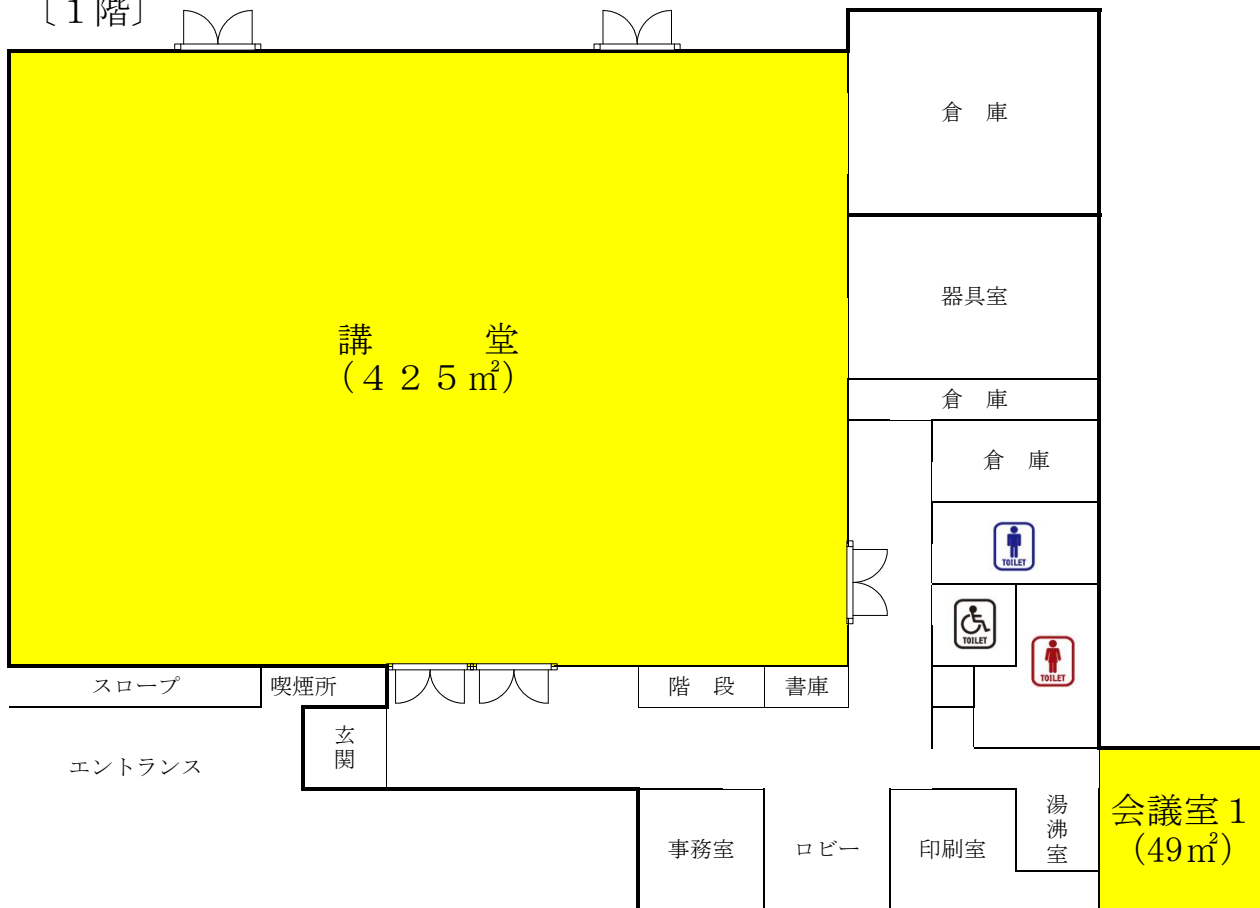 〔１階〕
倉　庫
器具室
講　堂
（４２５㎡）
倉　庫
倉　庫
TOILET
TOILET
TOILET
スロープ
喫煙所
階　段
書庫
玄関
エントランス
事務室
ロビー
印刷室
湯沸室
会議室１
（49㎡）